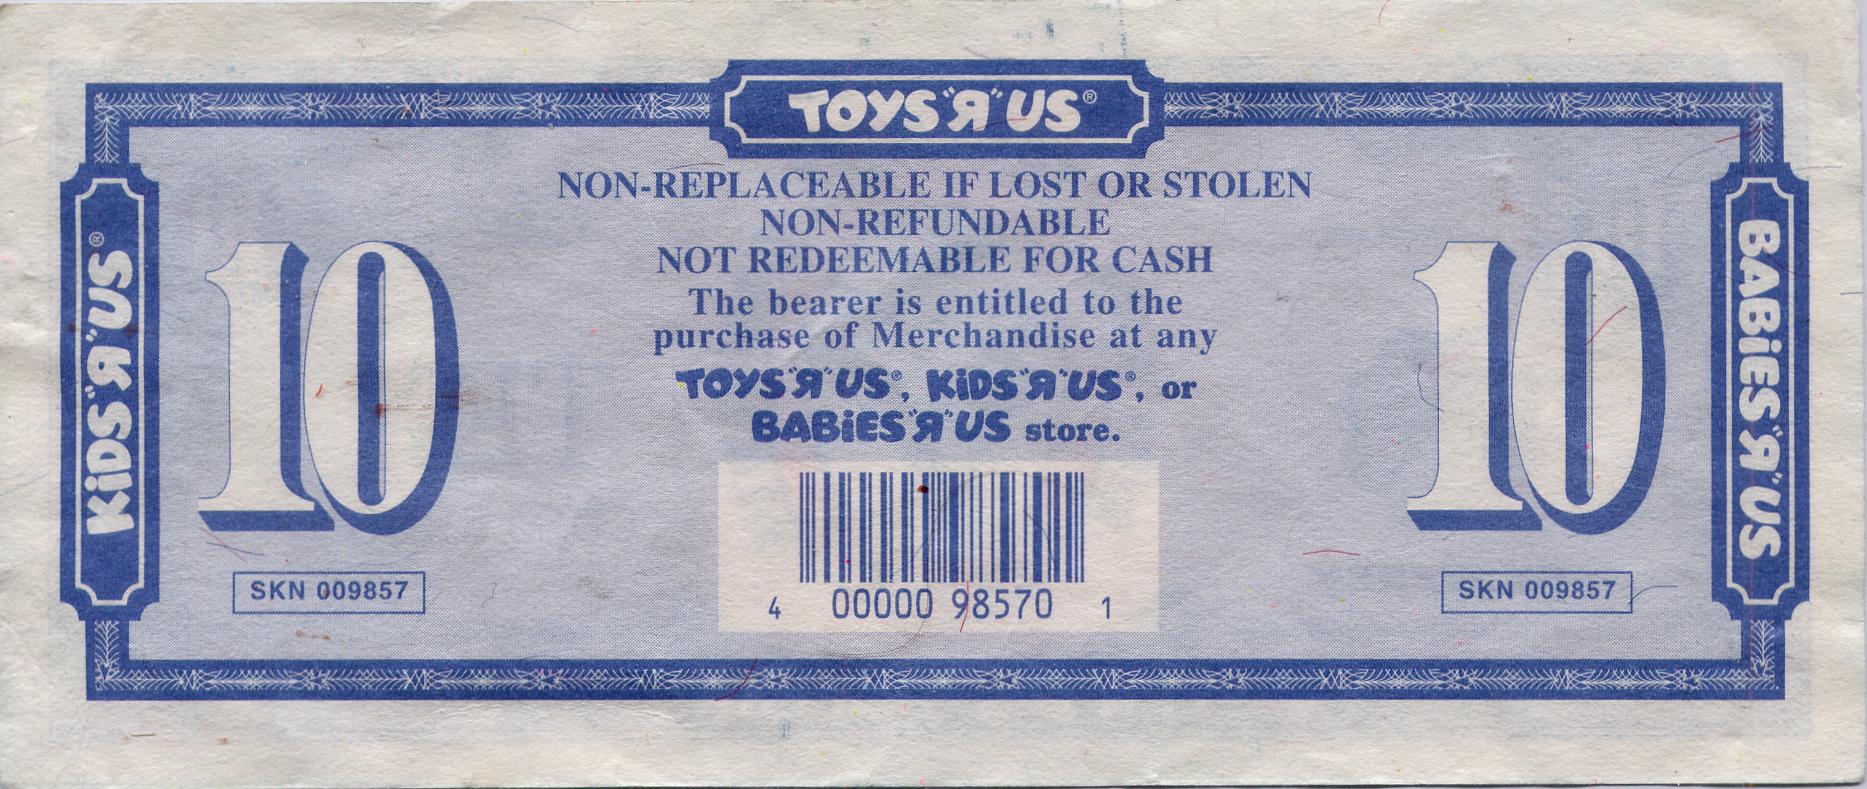 TOYS"R"US®
NON-REPLACEABLE IF LOST OR STOLEN
NON-REFUNDABLE
NOT REDEEMABLE FOR CASH
The bearer is entitled to the
purchase of Merchandise at any
TOYS"R"US®, KiDS"R"US®, or
BABiES"R"US store.
KiDS"R"US®
10
10
BABiES"R"US
SKN 009857
SKN 009857
4 00000 98570 1